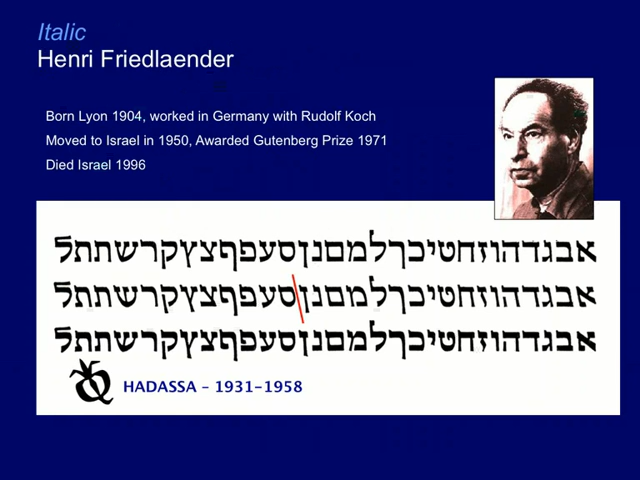 Italic
Henri Friedlaender
Born Lyon 1904, worked in Germany with Rudolf Koch
Moved to Israel in 1950, Awarded Gutenberg Prize 1971
Died Israel 1996
אבגדהוזחטיכךלמםנןסעפףצץקרשתתל
אבגדהוזחטיכךלמםנןסעפףצץקרשתתל
אבגדהוזחטיכךלמםנןסעפףצץקרשתתל
HADASSA - 1931-1958